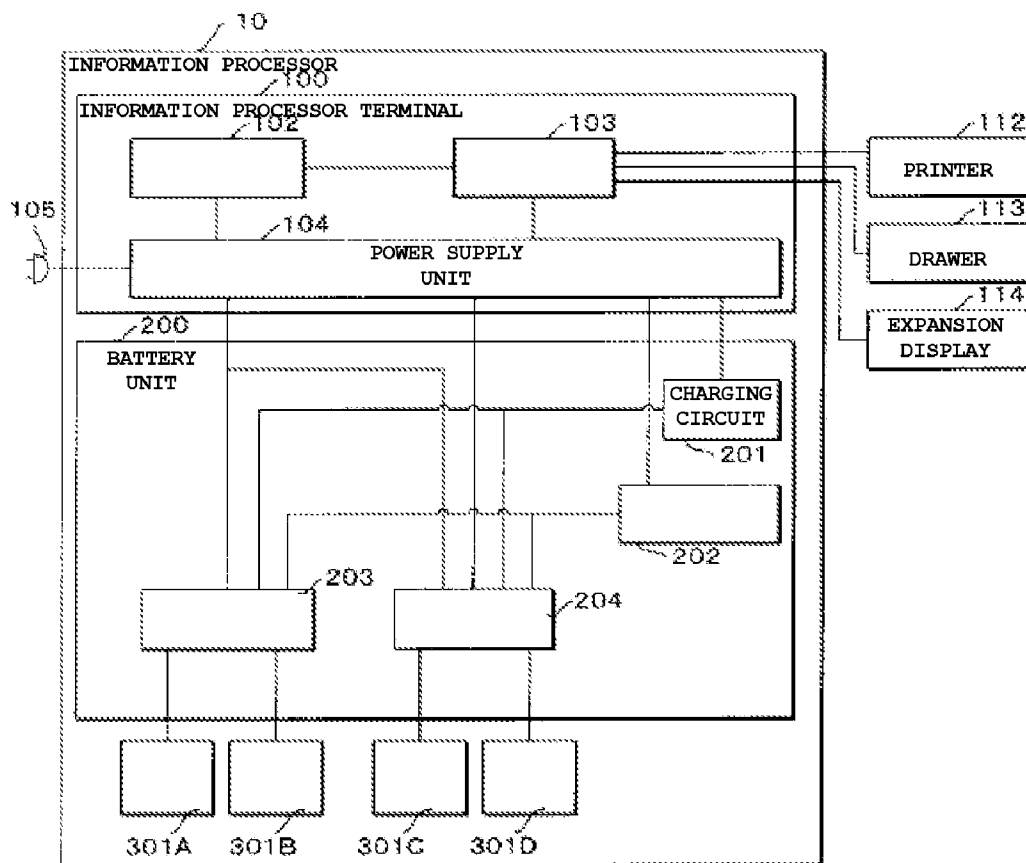 10
INFORMATION PROCESSOR
100
INFORMATION PROCESSOR TERMINAL
102
103
112
PRINTER
105
104
POWER SUPPLY
UNIT
113
DRAWER
114
EXPANSION
DISPLAY
200
BATTERY
UNIT
CHARGING
CIRCUIT
201
202
203
204
301A
301B
301C
301D